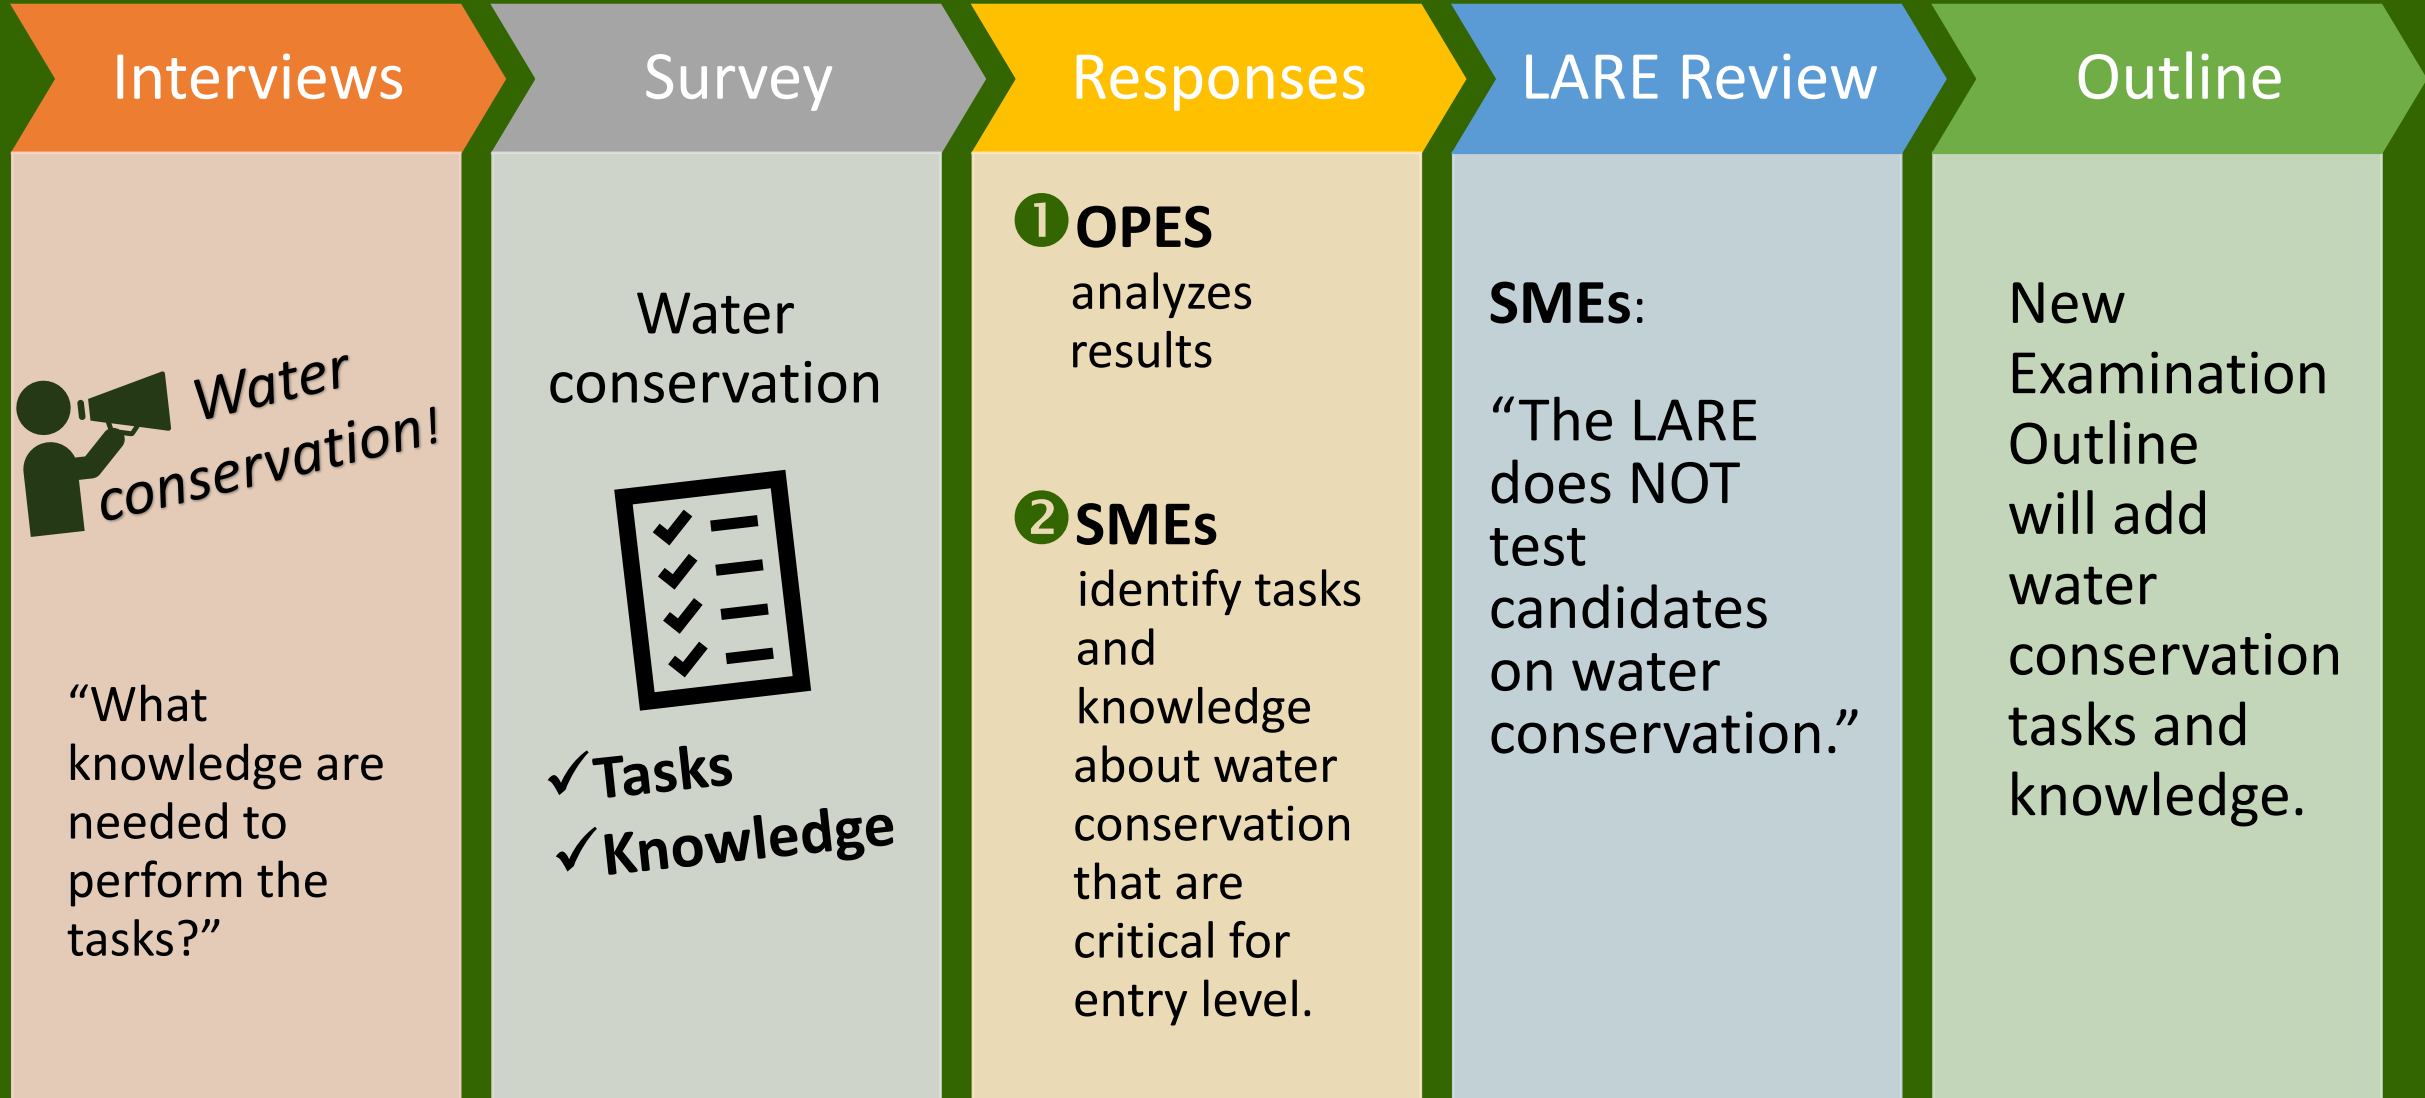 Interviews
Water
conservation!
“What
knowledge are
needed to
perform the
tasks?”
Survey
Water
conservation
✓Tasks
✓Knowledge
Responses
❶OPES
analyzes
results
❷SMEs
identify tasks
and
knowledge
about water
conservation
that are
critical for
entry level.
LARE Review
SMEs:
“The LARE
does NOT
test
candidates
on water
conservation.”
Outline
New
Examination
Outline
will add
water
conservation
tasks and
knowledge.